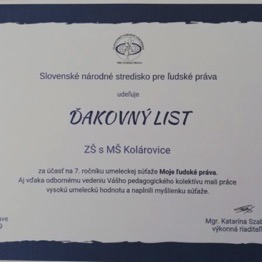 Slovenské národné stredisko pre ľudské práva
udeľuje
ĎAKOVNÝ LIST
ZŠ s MŠ Kolárovice
za účasť na 7. ročníku umeleckej súťaže Moje ľudské práva.
Aj vďaka odbornému vedeniu Vášho pedagogického kolektívu mali práce
vysokú umeleckú hodnotu a naplnili myšlienku súťaže.
Mgr. Katarína
výkonná